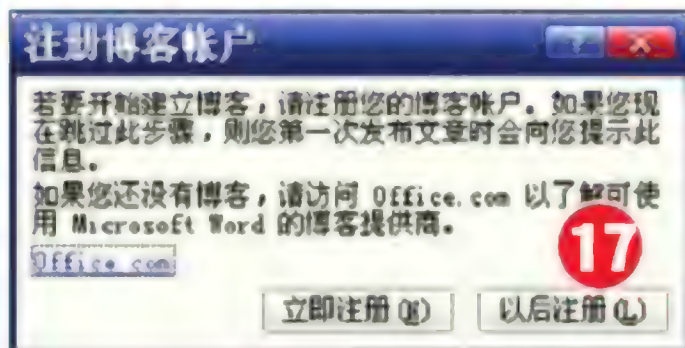 注册博客帐户
若要开始建立博客，请注册您的博客帐户。如果您现
在跳过此步骤，则您第一次发布文章时会向您提示此
信息。
如果您还没有博客，请访问 Office.com 以了解可使
用 Microsoft Word 的博客提供商。
17
Office.com
立即注册(R) 以后注册(L)